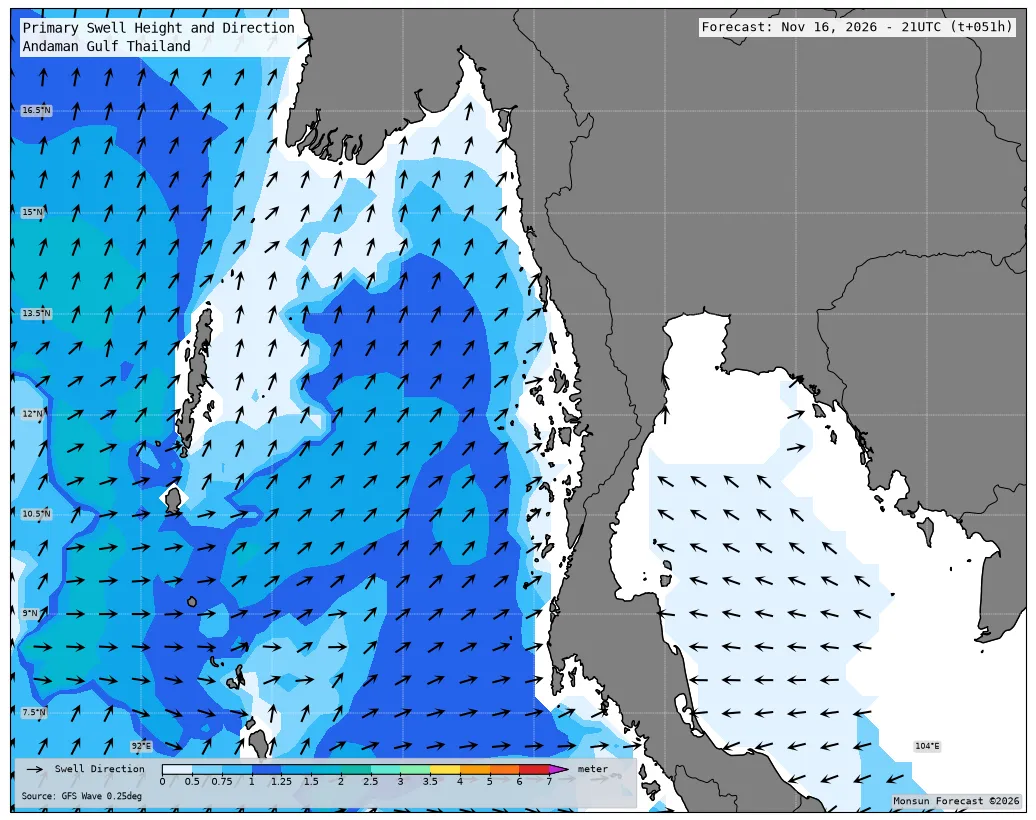 Primary Swell Height and Direction
Andaman Gulf Thailand
Forecast: Nov 16, 2026 - 21UTC (t+051h)
16.5°N
15°N
13.5°N
12°N
10.5°N
9°N
7.5°N
92°E
104°E
Swell Direction
0 0.5 0.75 1 1.25 1.5 2 2.5 3 3.5 4 5 6 7
meter
Source: GFS Wave 0.25deg
Monsun Forecast ©2026